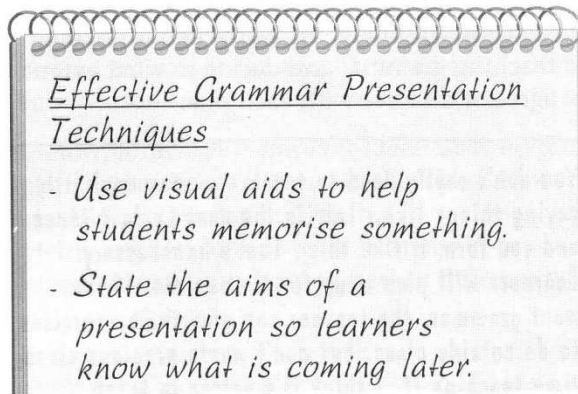 Effective Grammar Presentation
Techniques
- Use visual aids to help
students memorise something.
- State the aims of a
presentation so learners
know what is coming later.